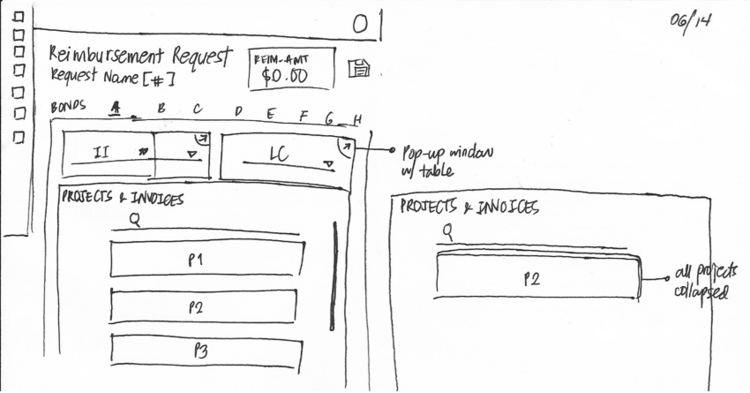 06/14
Reimbursement Request
Request Name [#]
REIM-AMT
$0.00
BONDS A B C D E F G H
II
LC
Pop-up window
w/ table
PROJECTS & INVOICES
P1
P2
P3
PROJECTS & INVOICES
P2
all projects
collapsed